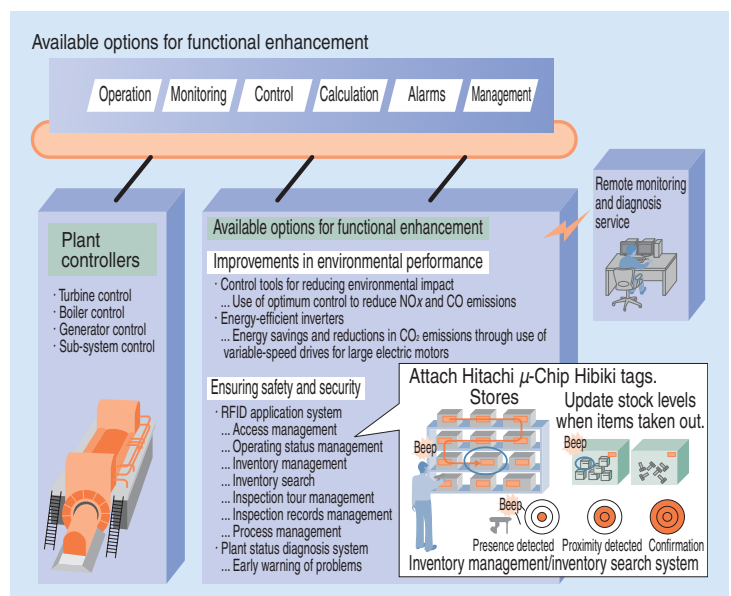 Available options for functional enhancement
Operation Monitoring Control Calculation Alarms Management
Plant
controllers
· Turbine control
· Boiler control
· Generator control
· Sub-system control
Available options for functional enhancement
Improvements in environmental performance
· Control tools for reducing environmental impact
... Use of optimum control to reduce NOx and CO emissions
· Energy-efficient inverters
... Energy savings and reductions in CO₂ emissions through use of
variable-speed drives for large electric motors
Ensuring safety and security
· RFID application system
... Access management
... Operating status management
... Inventory management
... Inventory search
... Inspection tour management
... Inspection records management
... Process management
· Plant status diagnosis system
... Early warning of problems
Remote monitoring
and diagnosis
service
Attach Hitachi μ-Chip Hibiki tags.
Stores
Beep
Update stock levels
when items taken out.
Beep
Beep
Presence detected Proximity detected Confirmation
Inventory management/inventory search system